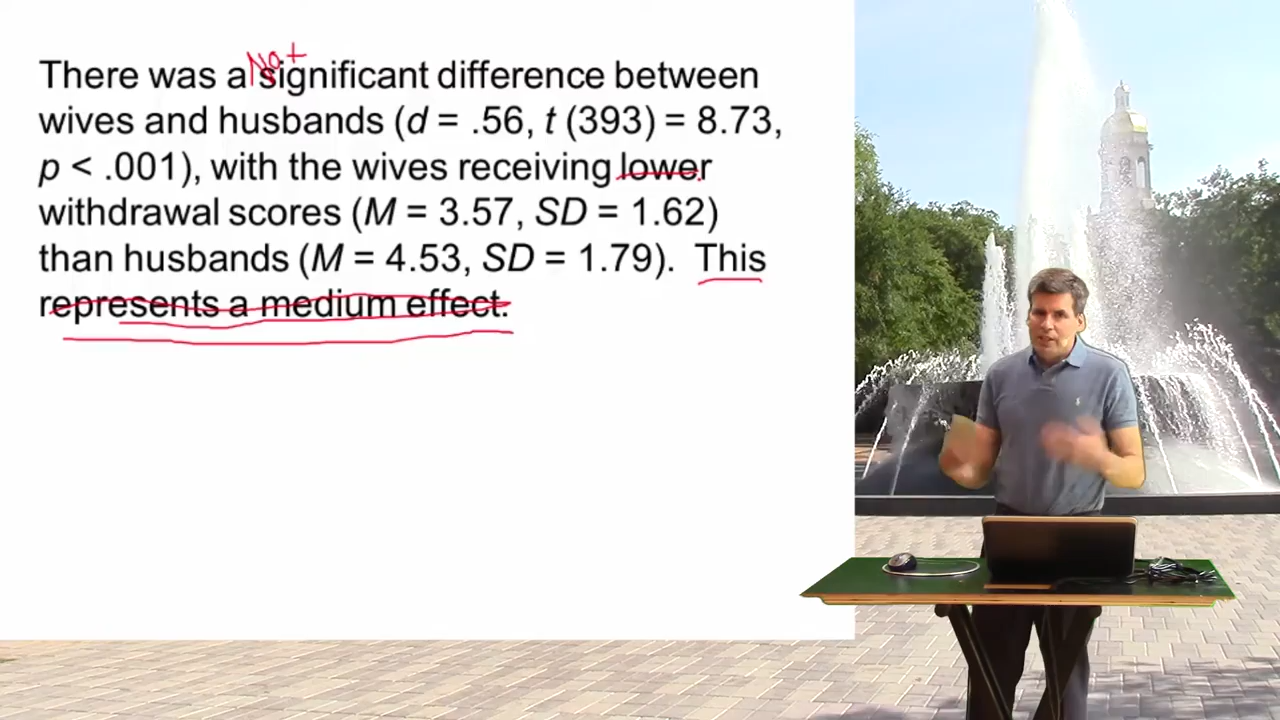 Not
There was a significant difference between
wives and husbands (d = .56, t (393) = 8.73,
p < .001), with the wives receiving lower
withdrawal scores (M = 3.57, SD = 1.62)
than husbands (M = 4.53, SD = 1.79).  This
represents a medium effect.